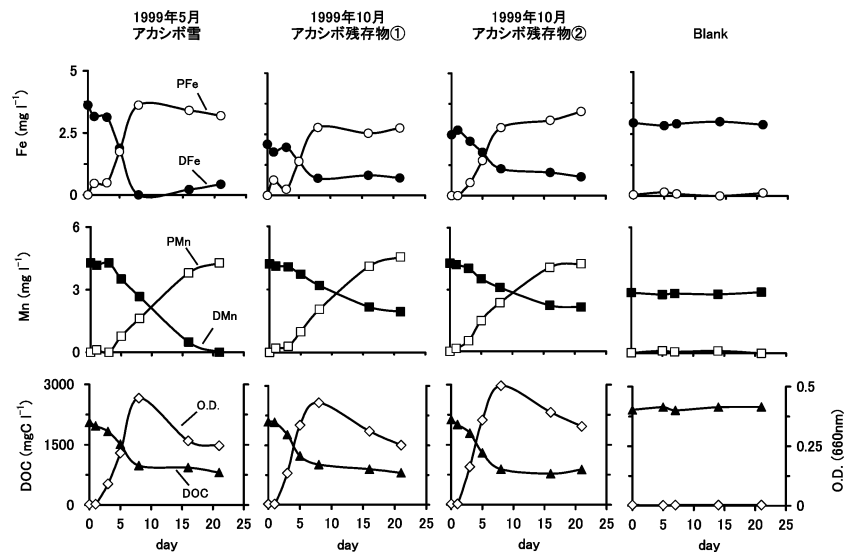 1999年5月
アカシボ雪
1999年10月
アカシボ残存物①
1999年10月
アカシボ残存物②
Blank
Fe (mg l⁻¹)
5
2.5
0
PFe
DFe
Mn (mg l⁻¹)
6
3
0
PMn
DMn
DOC (mgC l⁻¹)
3000
1500
0
O.D.
DOC
0.5
0.25
0
O.D. (660nm)
0 5 10 15 20 25
0 5 10 15 20 25
0 5 10 15 20 25
0 5 10 15 20 25
day
day
day
day